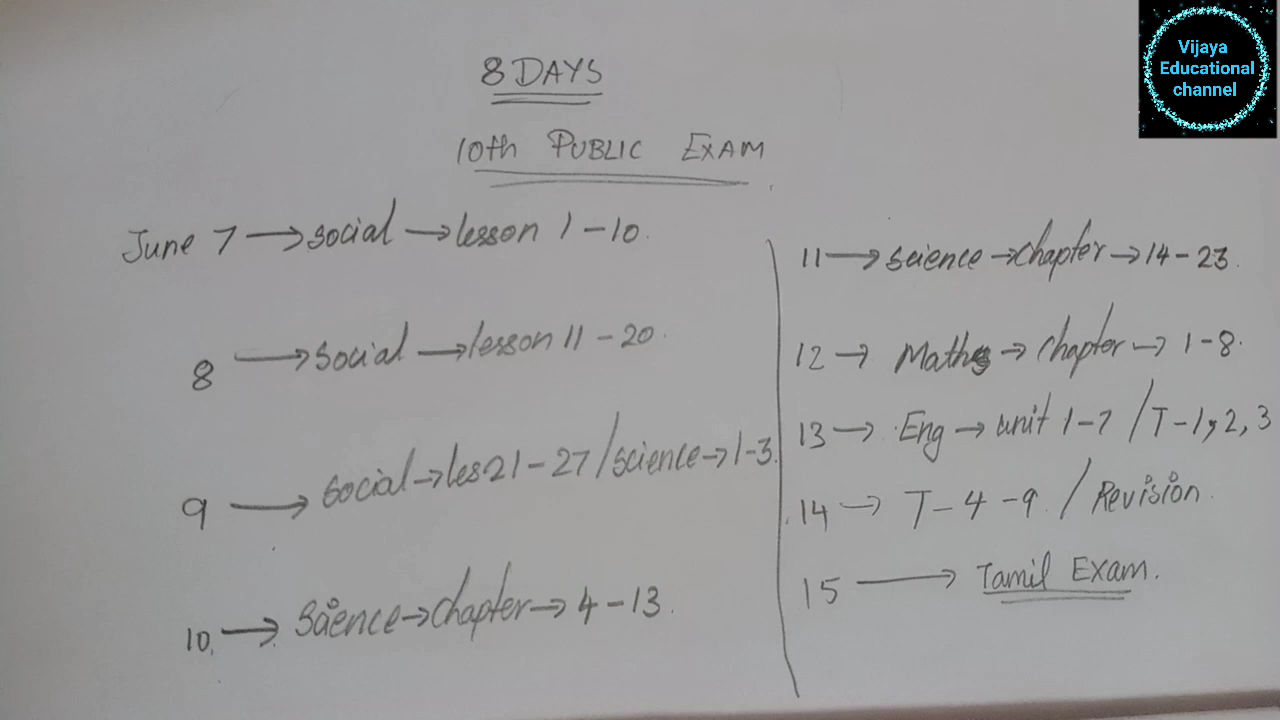 8 DAYS
10th PUBLIC EXAM
June 7 → social → lesson 1 - 10.
8 → social → lesson 11 - 20.
9 → social → les 21 - 27 / science → 1-3.
10. → Science → chapter → 4 - 13.
11 → science → chapter → 14 - 23.
12 → Maths → chapter → 1 - 8.
13 → Eng → unit 1-7 / T-1, 2, 3
14 → T - 4 - 9. / Revision.
15 → Tamil Exam.
Vijaya
Educational
channel